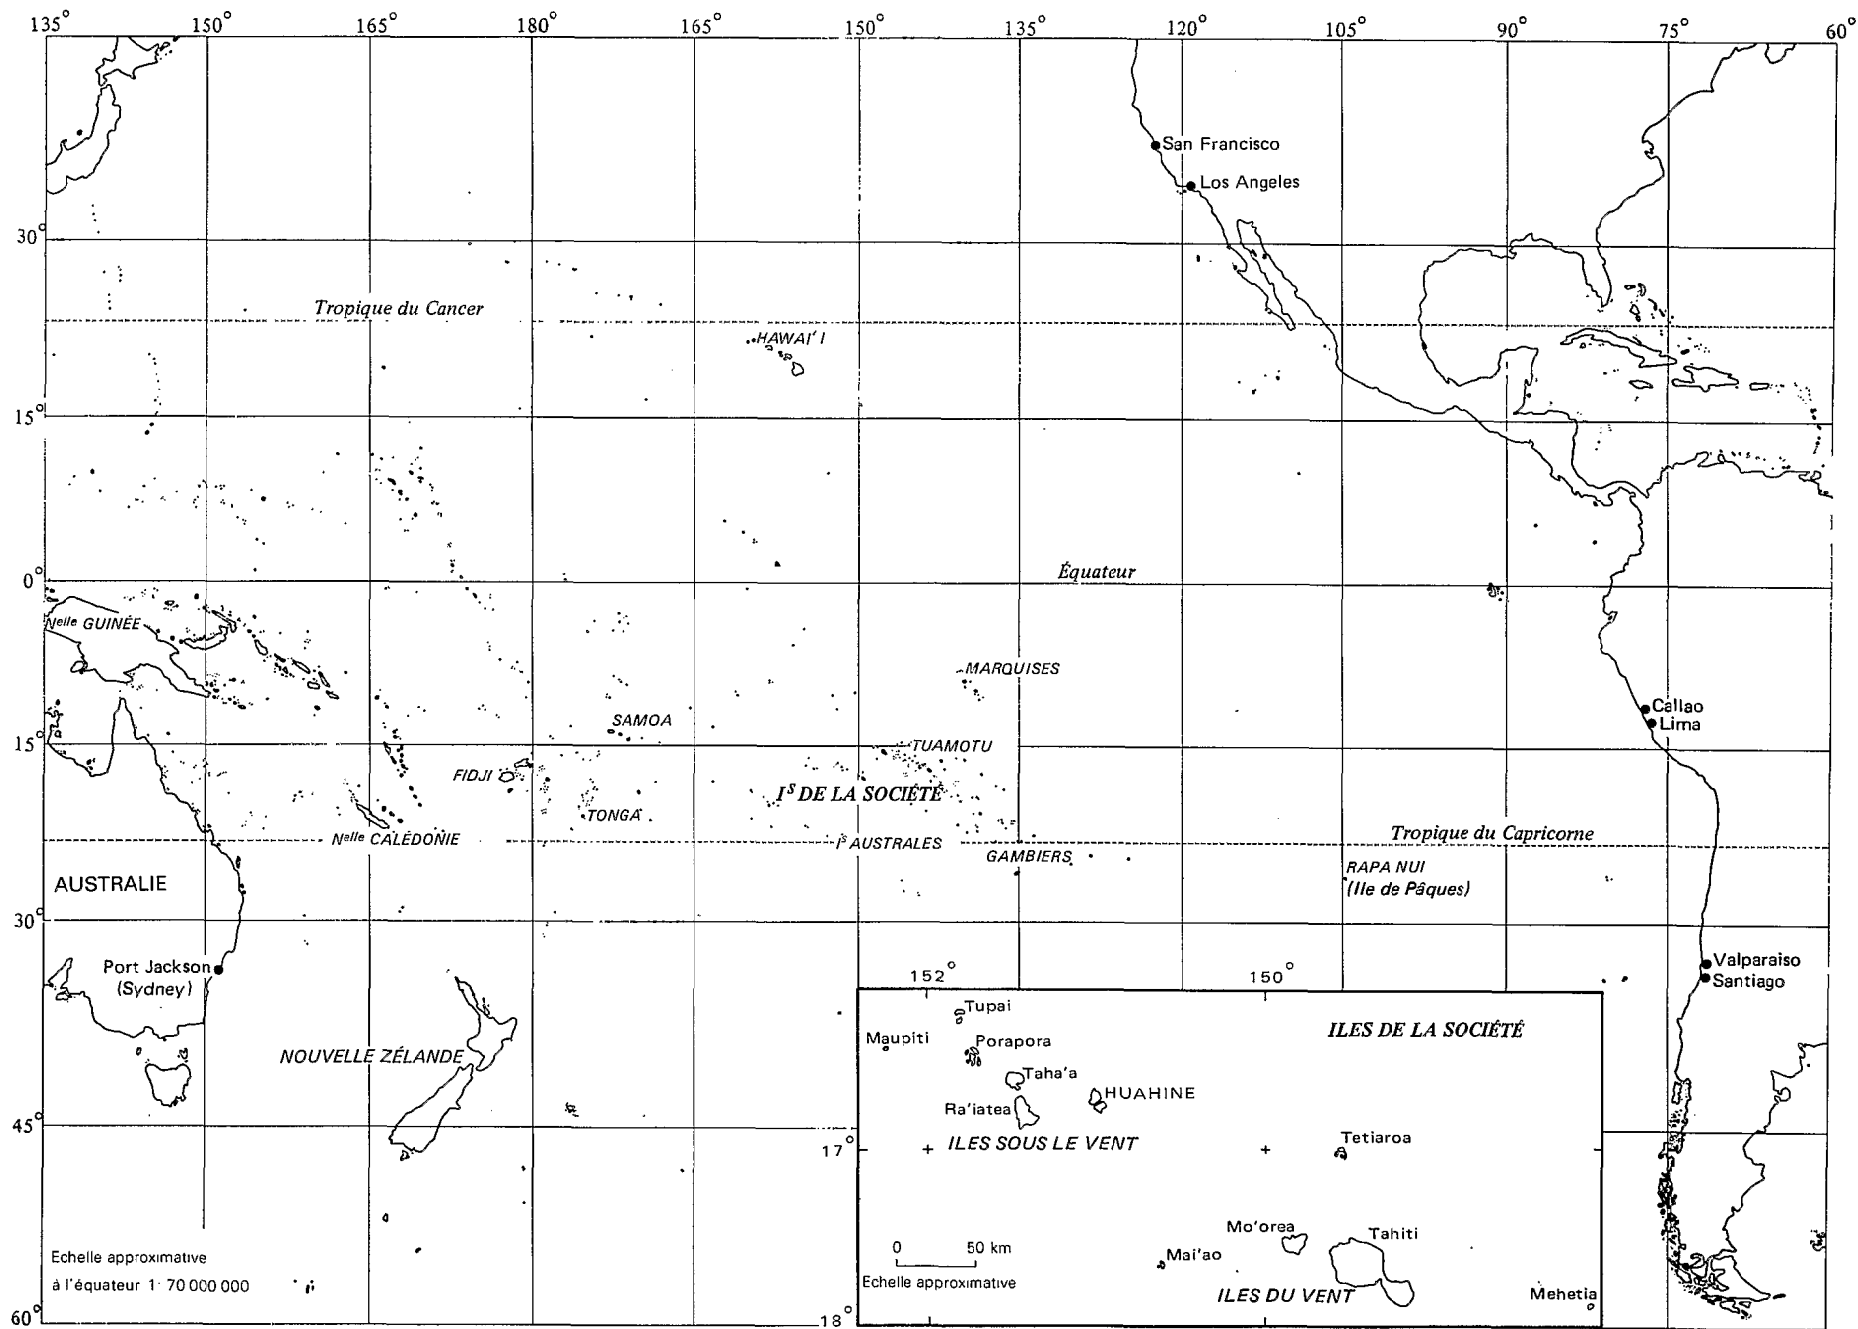 135° 150° 165° 180° 165° 150° 135° 120° 105° 90° 75° 60°
San Francisco
Los Angeles
30°
Tropique du Cancer
HAWAI'I
15°
Équateur
0°
Nelle GUINÉE
MARQUISES
Callao
SAMOA
Lima
15°
TUAMOTU
FIDJI
Is DE LA SOCIÉTÉ
TONGA
Tropique du Capricorne
Nelle CALÉDONIE
Is AUSTRALES
GAMBIERS
RAPA NUI
(Ile de Pâques)
AUSTRALIE
30°
Port Jackson
(Sydney)
Valparaiso
Santiago
152° 150°
Tupai
ILES DE LA SOCIÉTÉ
Maupiti
Porapora
NOUVELLE ZÉLANDE
Taha'a
HUAHINE
Ra'iatea
45°
Tetiaroa
ILES SOUS LE VENT
17°
Mo'orea
Tahiti
0 50 km
Mai'ao
Echelle approximative
Echelle approximative
à l'équateur 1: 70 000 000
ILES DU VENT
Mehetia
60°
18°